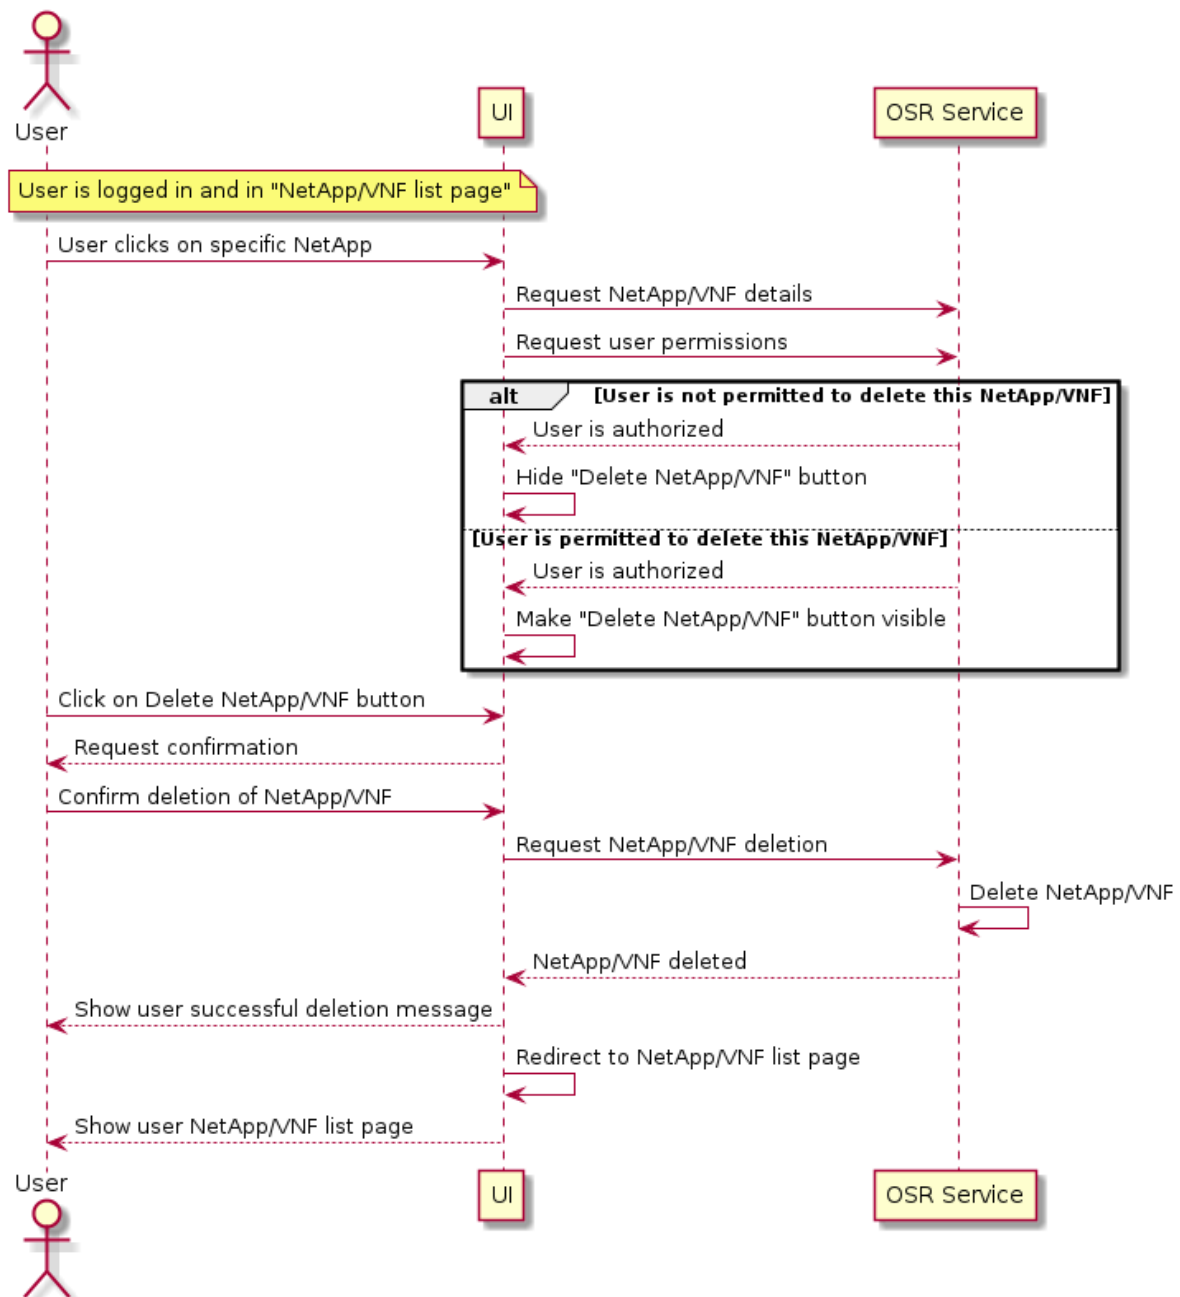 User
UI
OSR Service
User is logged in and in "NetApp/VNF list page"
User clicks on specific NetApp
Request NetApp/VNF details
Request user permissions
alt
[User is not permitted to delete this NetApp/VNF]
User is authorized
Hide "Delete NetApp/VNF" button
[User is permitted to delete this NetApp/VNF]
User is authorized
Make "Delete NetApp/VNF" button visible
Click on Delete NetApp/VNF button
Request confirmation
Confirm deletion of NetApp/VNF
Request NetApp/VNF deletion
Delete NetApp/VNF
NetApp/VNF deleted
Show user successful deletion message
Redirect to NetApp/VNF list page
Show user NetApp/VNF list page
User
UI
OSR Service